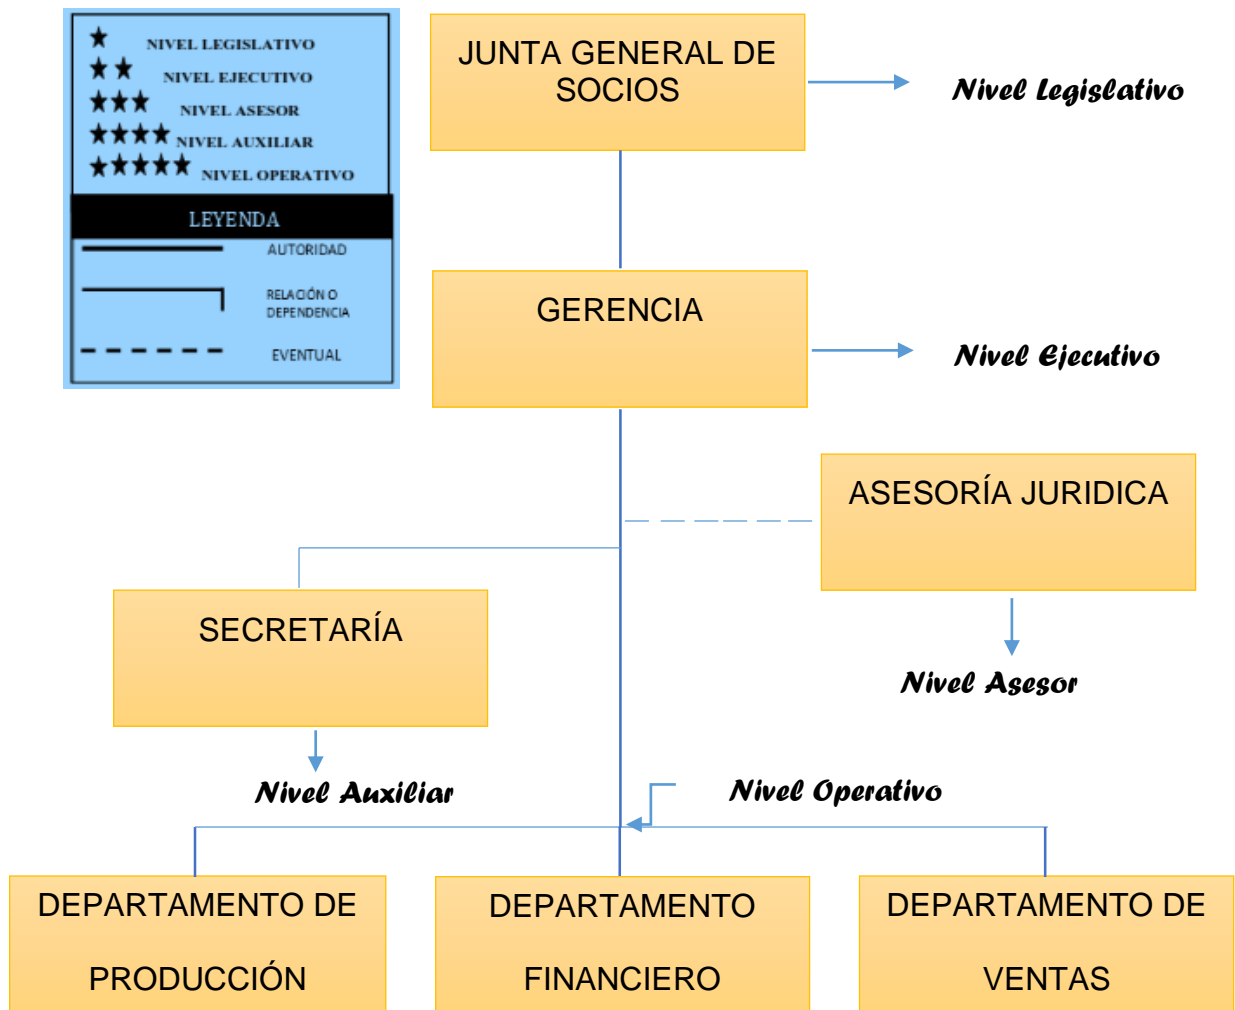 NIVEL LEGISLATIVO
NIVEL EJECUTIVO
NIVEL ASESOR
NIVEL AUXILIAR
NIVEL OPERATIVO
LEYENDA
AUTORIDAD
RELACIÓN O
DEPENDENCIA
EVENTUAL
JUNTA GENERAL DE
SOCIOS
Nivel Legislativo
GERENCIA
Nivel Ejecutivo
ASESORÍA JURIDICA
SECRETARÍA
Nivel Asesor
Nivel Auxiliar
Nivel Operativo
DEPARTAMENTO DE
PRODUCCIÓN
DEPARTAMENTO
FINANCIERO
DEPARTAMENTO DE
VENTAS